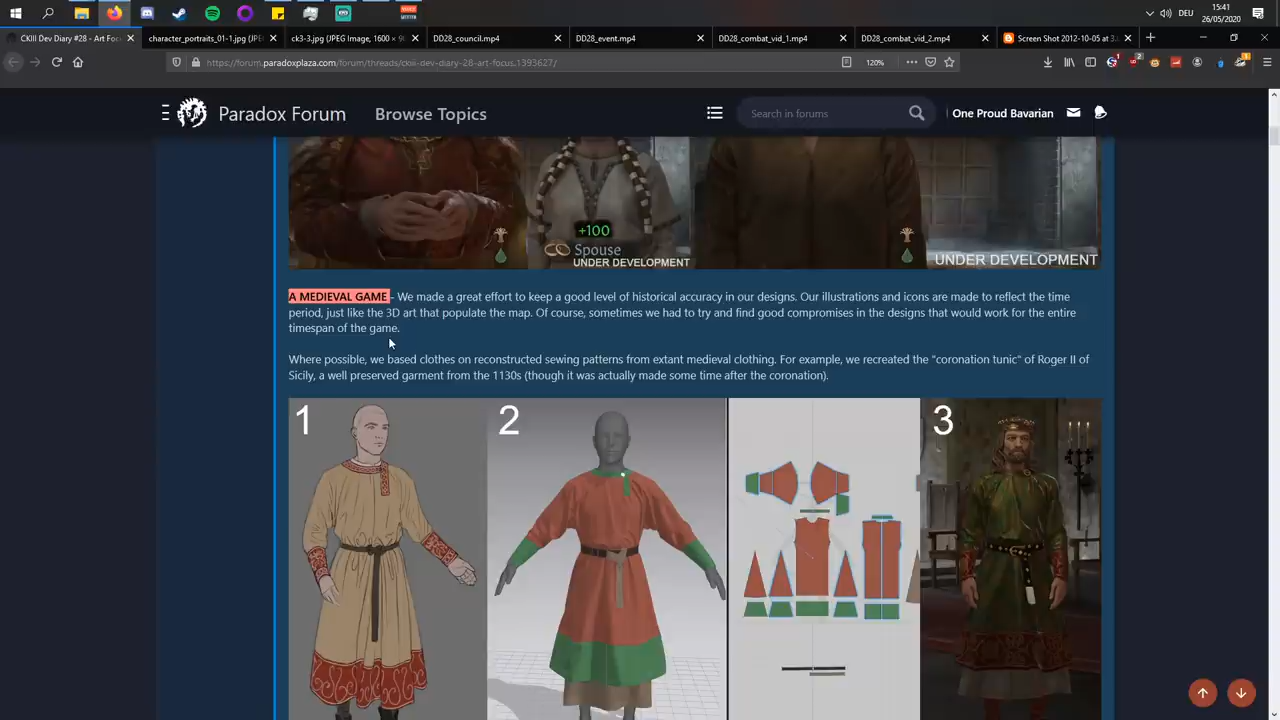 15:41
DEU
26/05/2020
CKIII Dev Diary #28 - Art Foc
character_portraits_01-1.jpg (JPE
ck3-3.jpg (JPEG Image, 1600 × 9
DD28_council.mp4
DD28_event.mp4
DD28_combat_vid_1.mp4
DD28_combat_vid_2.mp4
Screen Shot 2012-10-05 at 3.
https://forum.paradoxplaza.com/forum/threads/ckiii-dev-diary-28-art-focus.1393627/
120%
Paradox Forum
Browse Topics
Search in forums
One Proud Bavarian
+100
Spouse
UNDER DEVELOPMENT
UNDER DEVELOPMENT
A MEDIEVAL GAME - We made a great effort to keep a good level of historical accuracy in our designs. Our illustrations and icons are made to reflect the time
period, just like the 3D art that populate the map. Of course, sometimes we had to try and find good compromises in the designs that would work for the entire
timespan of the game.
Where possible, we based clothes on reconstructed sewing patterns from extant medieval clothing. For example, we recreated the "coronation tunic" of Roger II of
Sicily, a well preserved garment from the 1130s (though it was actually made some time after the coronation).
1
2
3